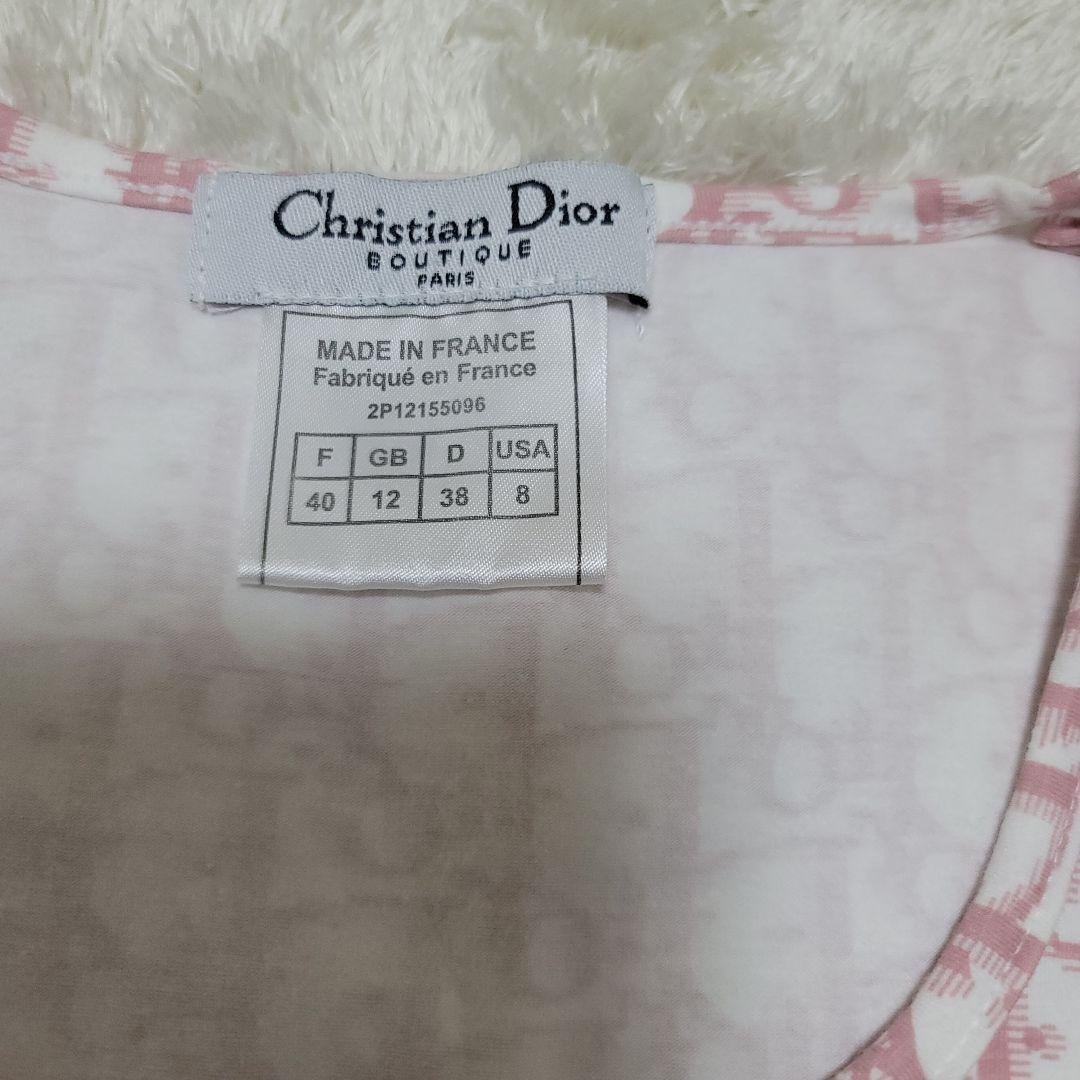 Christian Dior
BOUTIQUE
PARIS
MADE IN FRANCE
Fabriqué en France
2P12155096
F GB D USA
40 12 38 8